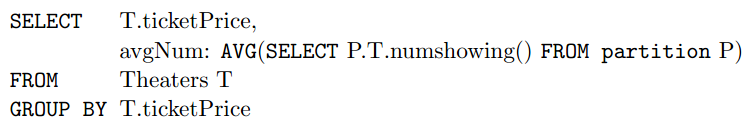 SELECT T.ticketPrice,
avgNum: AVG(SELECT P.T.numshowing() FROM partition P)
FROM Theaters T
GROUP BY T.ticketPrice